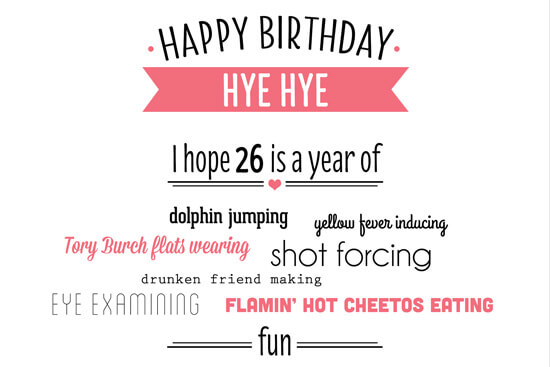 HAPPY BIRTHDAY
HYE HYE
I hope 26 is a year of
dolphin jumping
yellow fever inducing
Tory Burch flats wearing
shot forcing
drunken friend making
EYE EXAMINING
FLAMIN' HOT CHEETOS EATING
fun